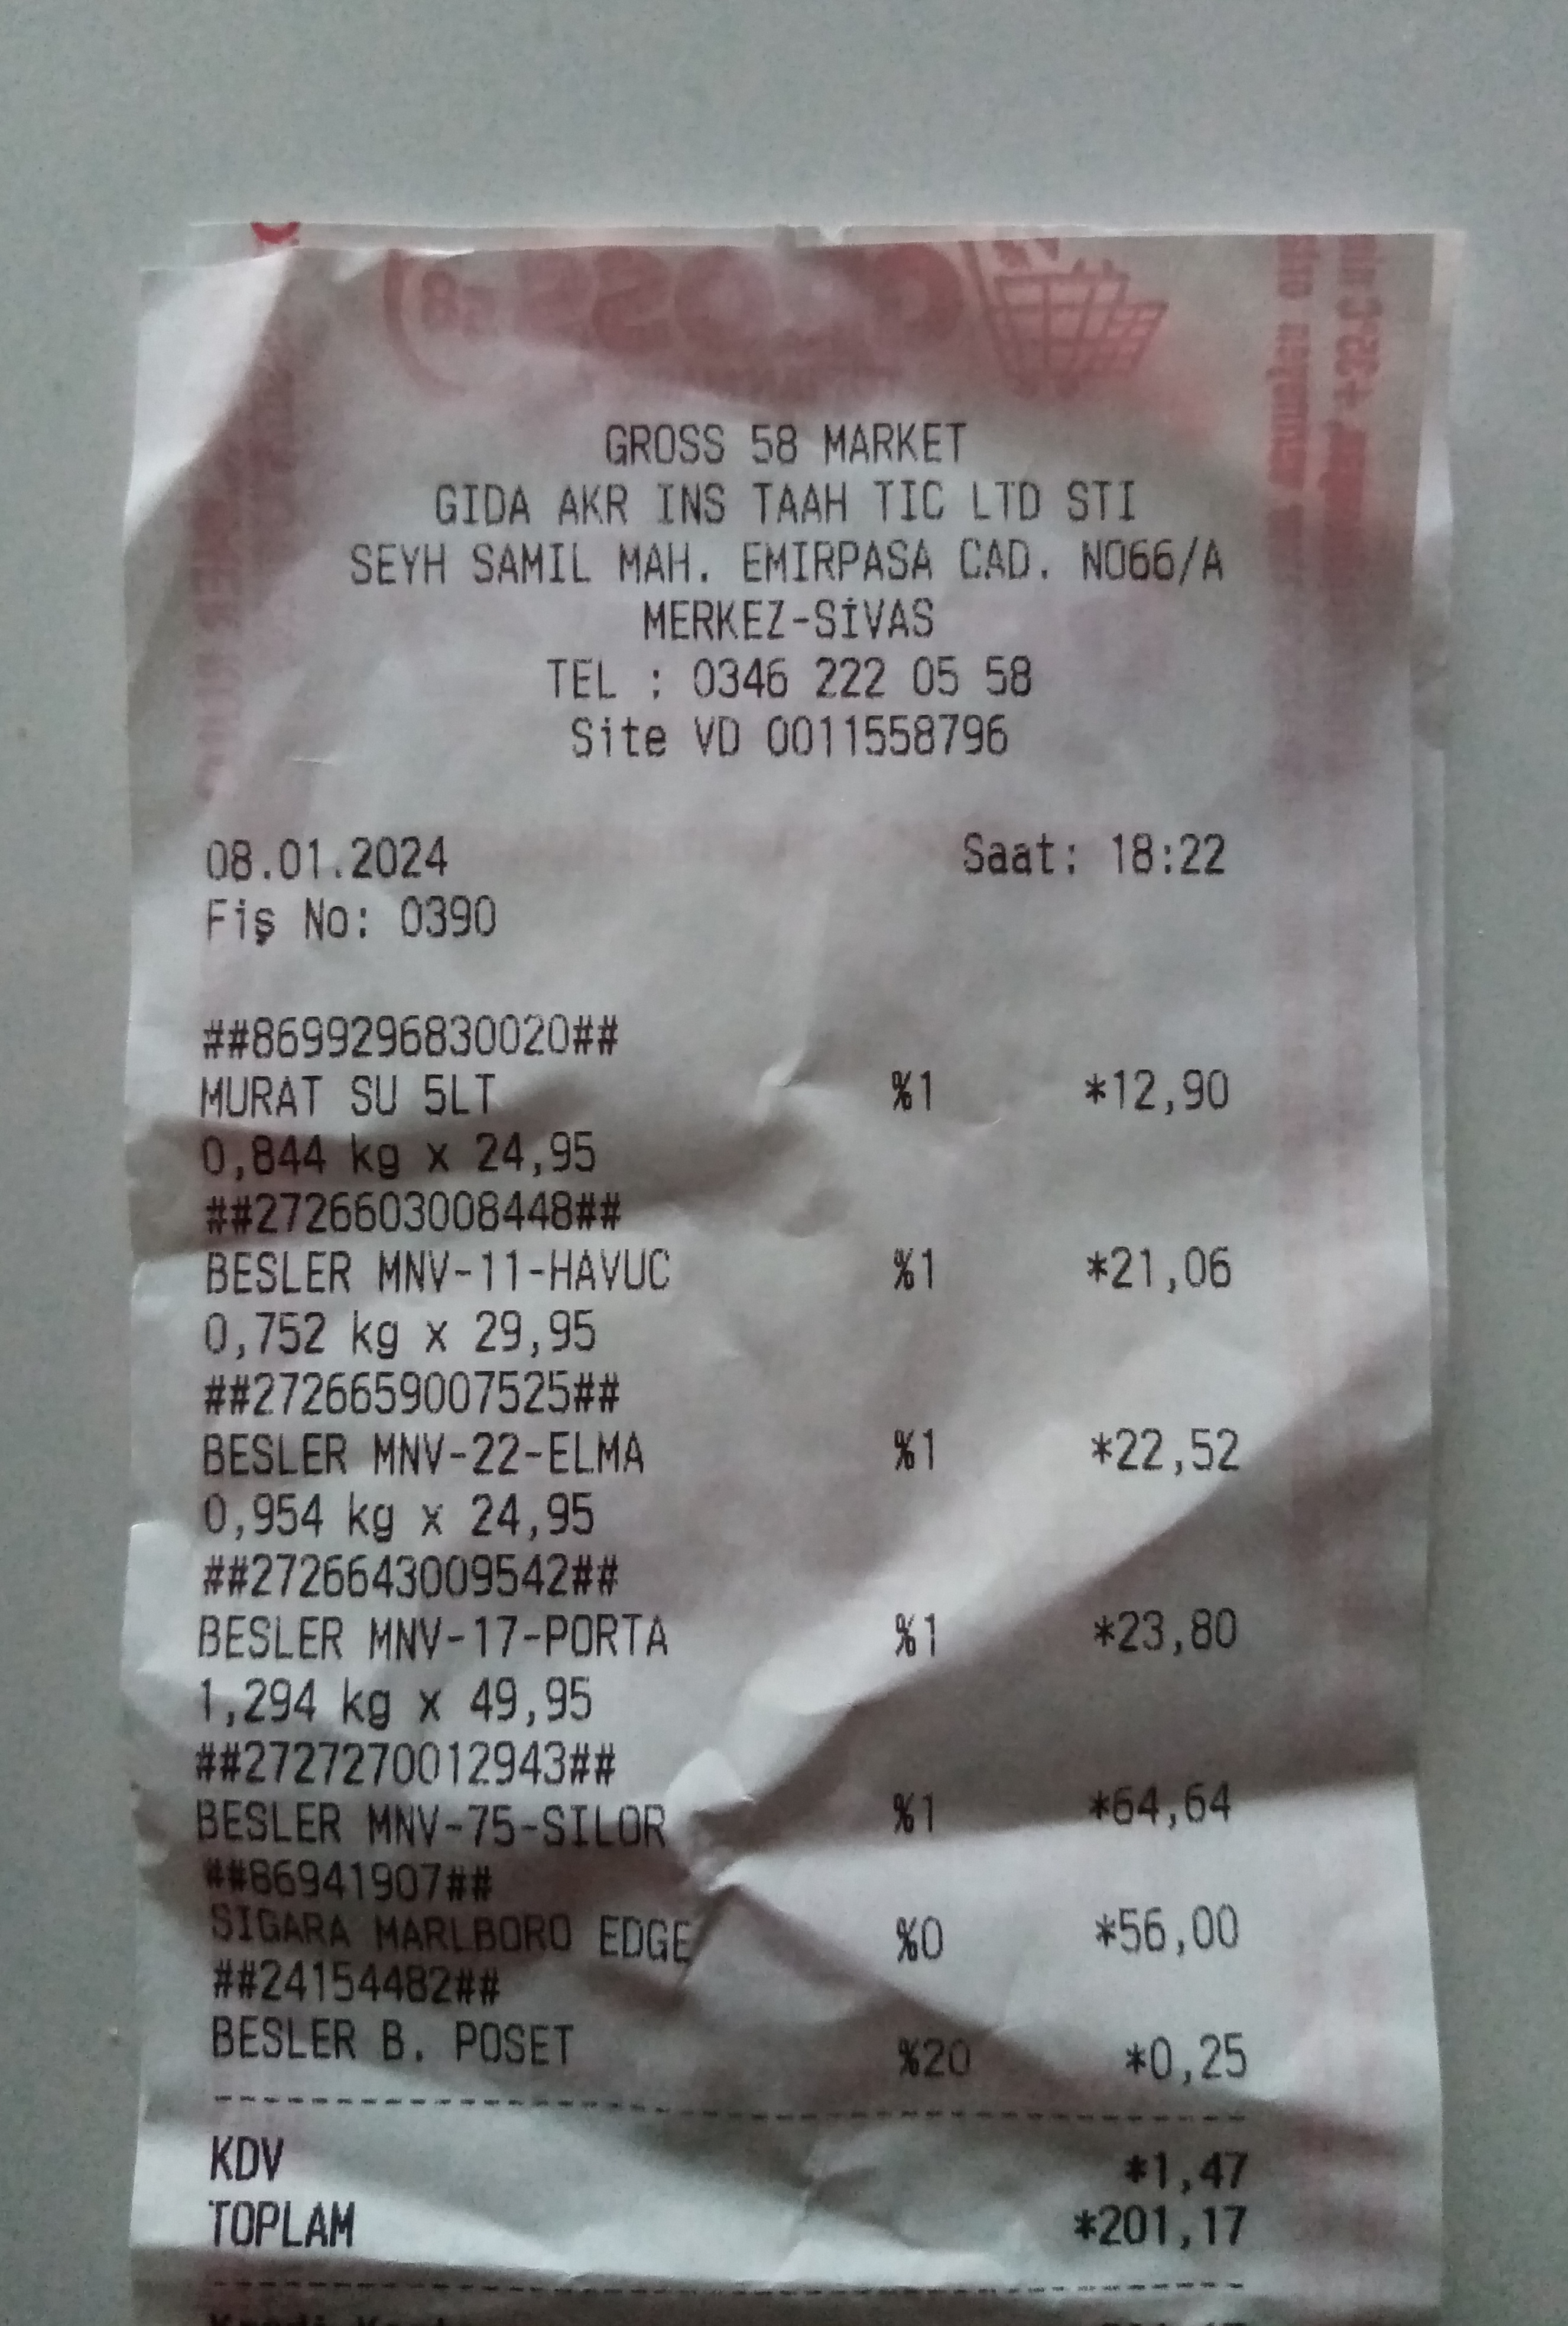 GROSS 58 MARKET
GIDA AKR INS TAAH TIC LTD STI
SEYH SAMIL MAH. EMIRPASA CAD. NO66/A
MERKEZ-SİVAS
TEL : 0346 222 05 58
Site VD 0011558796
08.01.2024 Saat: 18:22
Fiş No: 0390
##8699296830020##
MURAT SU 5LT %1 *12,90
0,844 kg x 24,95
##2726603008448##
BESLER MNV-11-HAVUC %1 *21,06
0,752 kg x 29,95
##2726659007525##
BESLER MNV-22-ELMA %1 *22,52
0,954 kg x 24,95
##2726643009542##
BESLER MNV-17-PORTA %1 *23,80
1,294 kg x 49,95
##2727270012943##
BESLER MNV-75-SILOR %1 *64,64
##86941907##
SIGARA MARLBORO EDGE %0 *56,00
##24154482##
BESLER B. POSET %20 *0,25
KDV *1,47
TOPLAM *201,17